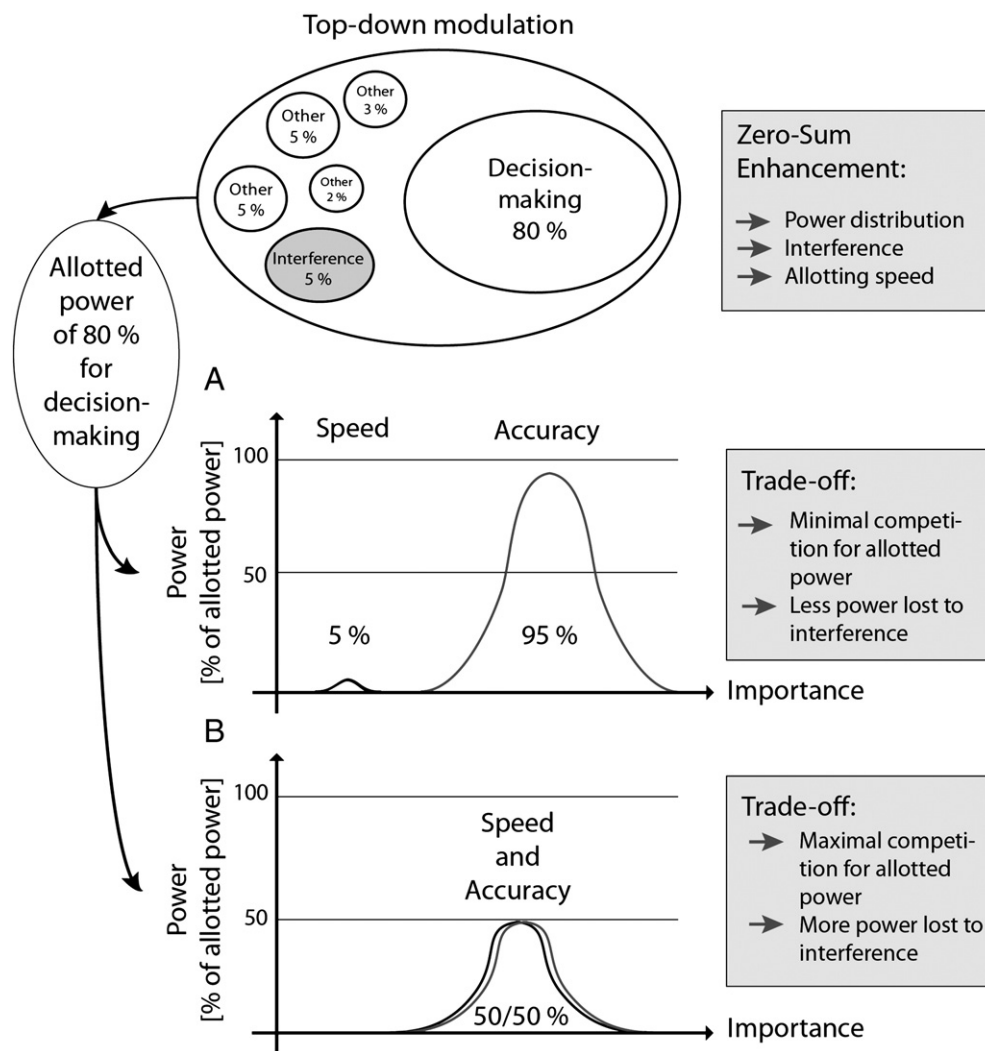 Top-down modulation
Other
3 %
Other
5 %
Other
5 %
Other
2 %
Interference
5 %
Decision-
making
80 %
Zero-Sum
Enhancement:
Power distribution
Interference
Allotting speed
Allotted
power
of 80 %
for
decision-
making
A
Speed
Accuracy
Power
[% of allotted power]
100
50
5 %
95 %
Importance
Trade-off:
Minimal competi-
tion for allotted
power
Less power lost to
interference
B
Power
[% of allotted power]
100
50
Speed
and
Accuracy
50/50 %
Importance
Trade-off:
Maximal competi-
tion for allotted
power
More power lost to
interference